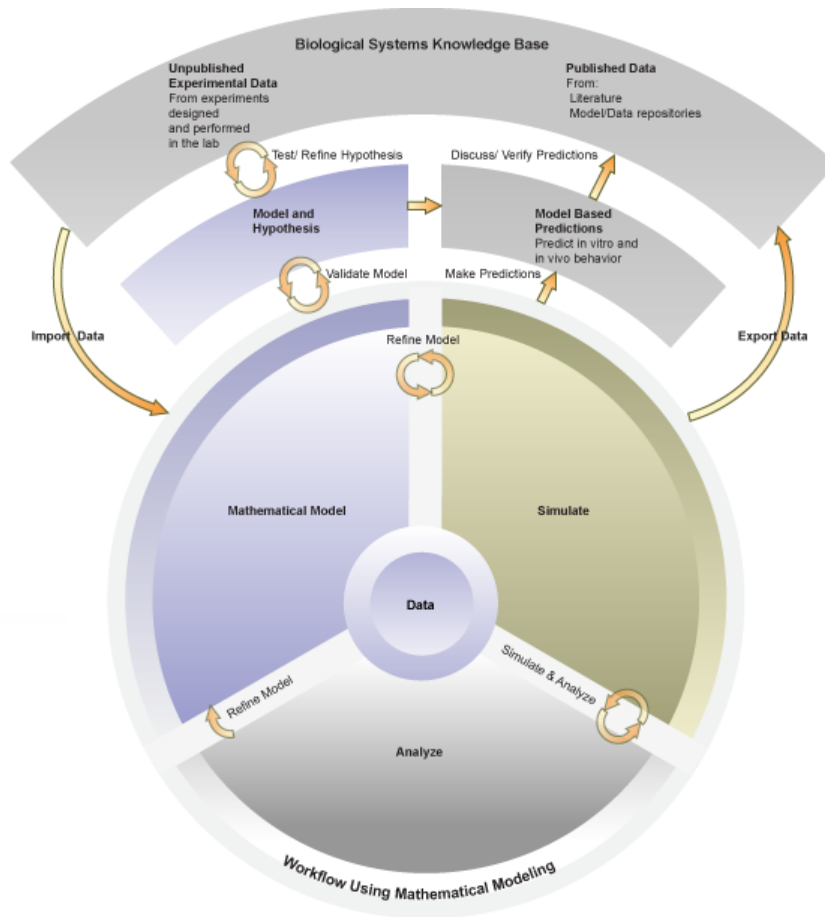 Biological Systems Knowledge Base
Unpublished
Experimental Data
From experiments
designed
and performed
in the lab
Published Data
From:
Literature
Model/Data repositories
Test/ Refine Hypothesis
Discuss/ Verify Predictions
Model and
Hypothesis
Model Based
Predictions
Predict in vitro and
in vivo behavior
Validate Model
Make Predictions
Import Data
Refine Model
Export Data
Mathematical Model
Simulate
Data
Refine Model
Simulate & Analyze
Analyze
Workflow Using Mathematical Modeling